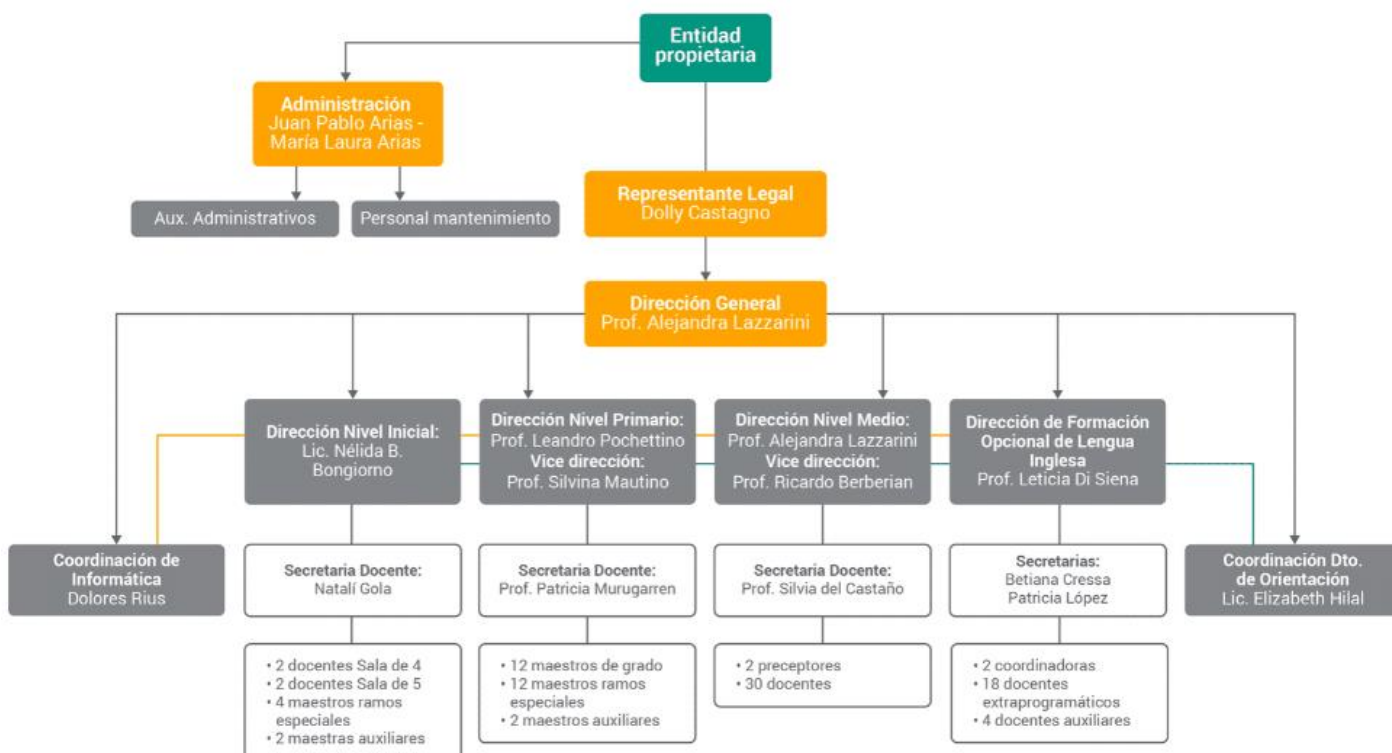 Entidad
propietaria
Administración
Juan Pablo Arias -
María Laura Arias
Aux. Administrativos
Personal mantenimiento
Representante Legal
Dolly Castagno
Dirección General
Prof. Alejandra Lazzarini
Dirección Nivel Inicial:
Lic. Nélida B.
Bongiorno
Dirección Nivel Primario:
Prof. Leandro Pochettino
Vice dirección:
Prof. Silvina Mautino
Dirección Nivel Medio:
Prof. Alejandra Lazzarini
Vice dirección:
Prof. Ricardo Berberian
Dirección de Formación
Opcional de Lengua
Inglesa
Prof. Leticia Di Siena
Coordinación de
Informática
Dolores Rius
Secretaria Docente:
Natalí Gola
Secretaria Docente:
Prof. Patricia Murugarren
Secretaria Docente:
Prof. Silvia del Castaño
Secretarias:
Betiana Cressa
Patricia López
Coordinación Dto.
de Orientación
Lic. Elizabeth Hilal
• 2 docentes Sala de 4
• 2 docentes Sala de 5
• 4 maestros ramos
especiales
• 2 maestras auxiliares
• 12 maestros de grado
• 12 maestros ramos
especiales
• 2 maestros auxiliares
• 2 preceptores
• 30 docentes
• 2 coordinadoras
• 18 docentes
extraprogramáticos
• 4 docentes auxiliares